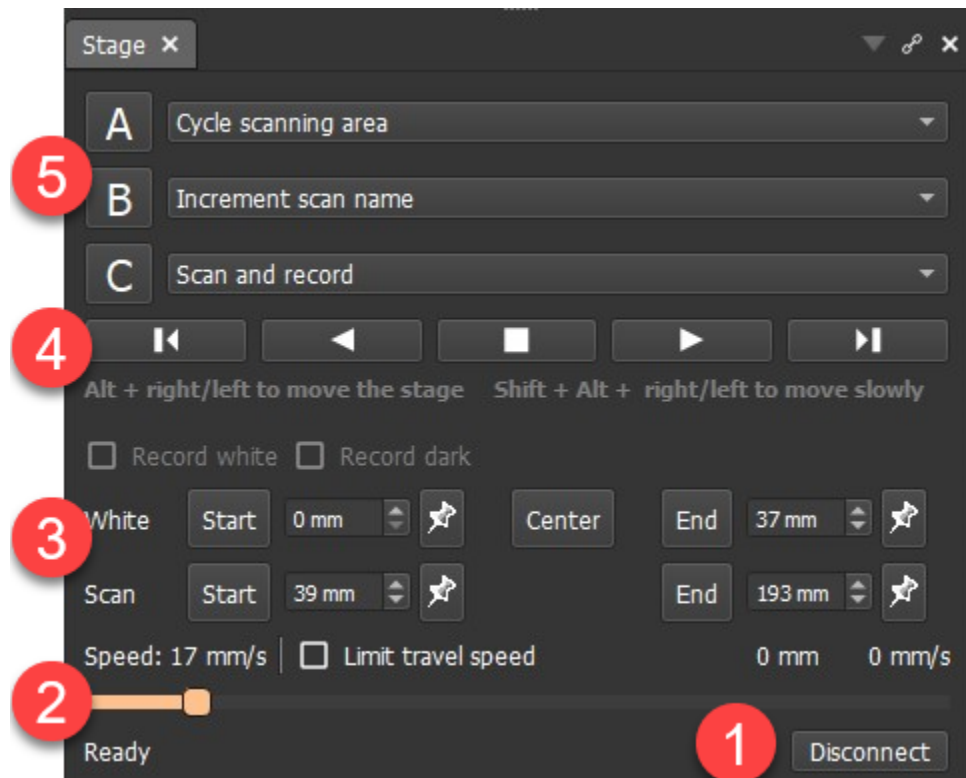 Stage
A Cycle scanning area
5
B Increment scan name
C Scan and record
4
Alt + right/left to move the stage Shift + Alt + right/left to move slowly
Record white Record dark
3
White Start 0 mm Center End 37 mm
Scan Start 39 mm End 193 mm
Speed: 17 mm/s Limit travel speed 0 mm 0 mm/s
2
Ready 1 Disconnect